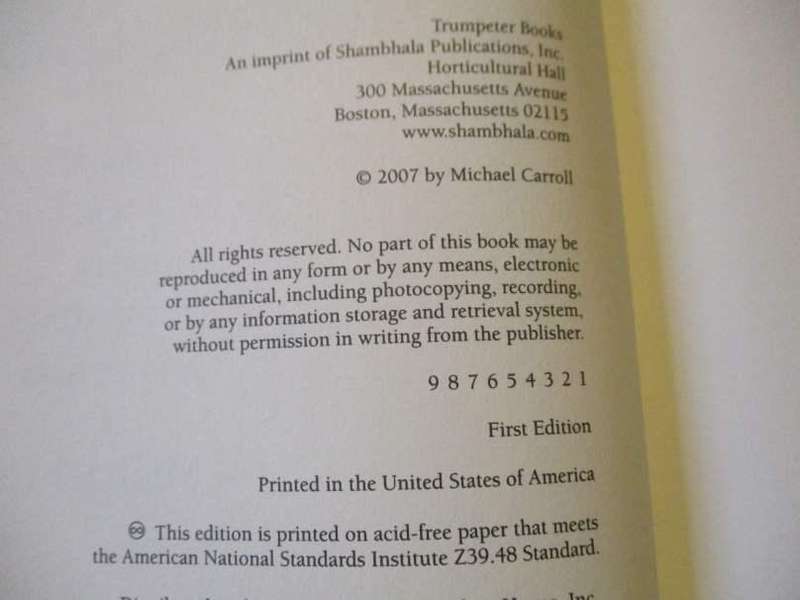 Trumpeter Books
An imprint of Shambhala Publications, Inc.
Horticultural Hall
300 Massachusetts Avenue
Boston, Massachusetts 02115
www.shambhala.com
© 2007 by Michael Carroll
All rights reserved. No part of this book may be
reproduced in any form or by any means, electronic
or mechanical, including photocopying, recording,
or by any information storage and retrieval system,
without permission in writing from the publisher.
9 8 7 6 5 4 3 2 1
First Edition
Printed in the United States of America
♾ This edition is printed on acid-free paper that meets
the American National Standards Institute Z39.48 Standard.
Inc.